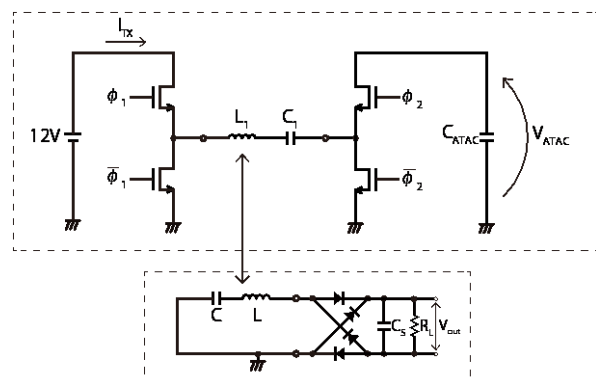 I_Tx
ϕ_1
ϕ_2
L_1
C_1
12V
C_ATAC
V_ATAC
ϕ̅_1
ϕ̅_2
C
L
C_S
R_L
V_out